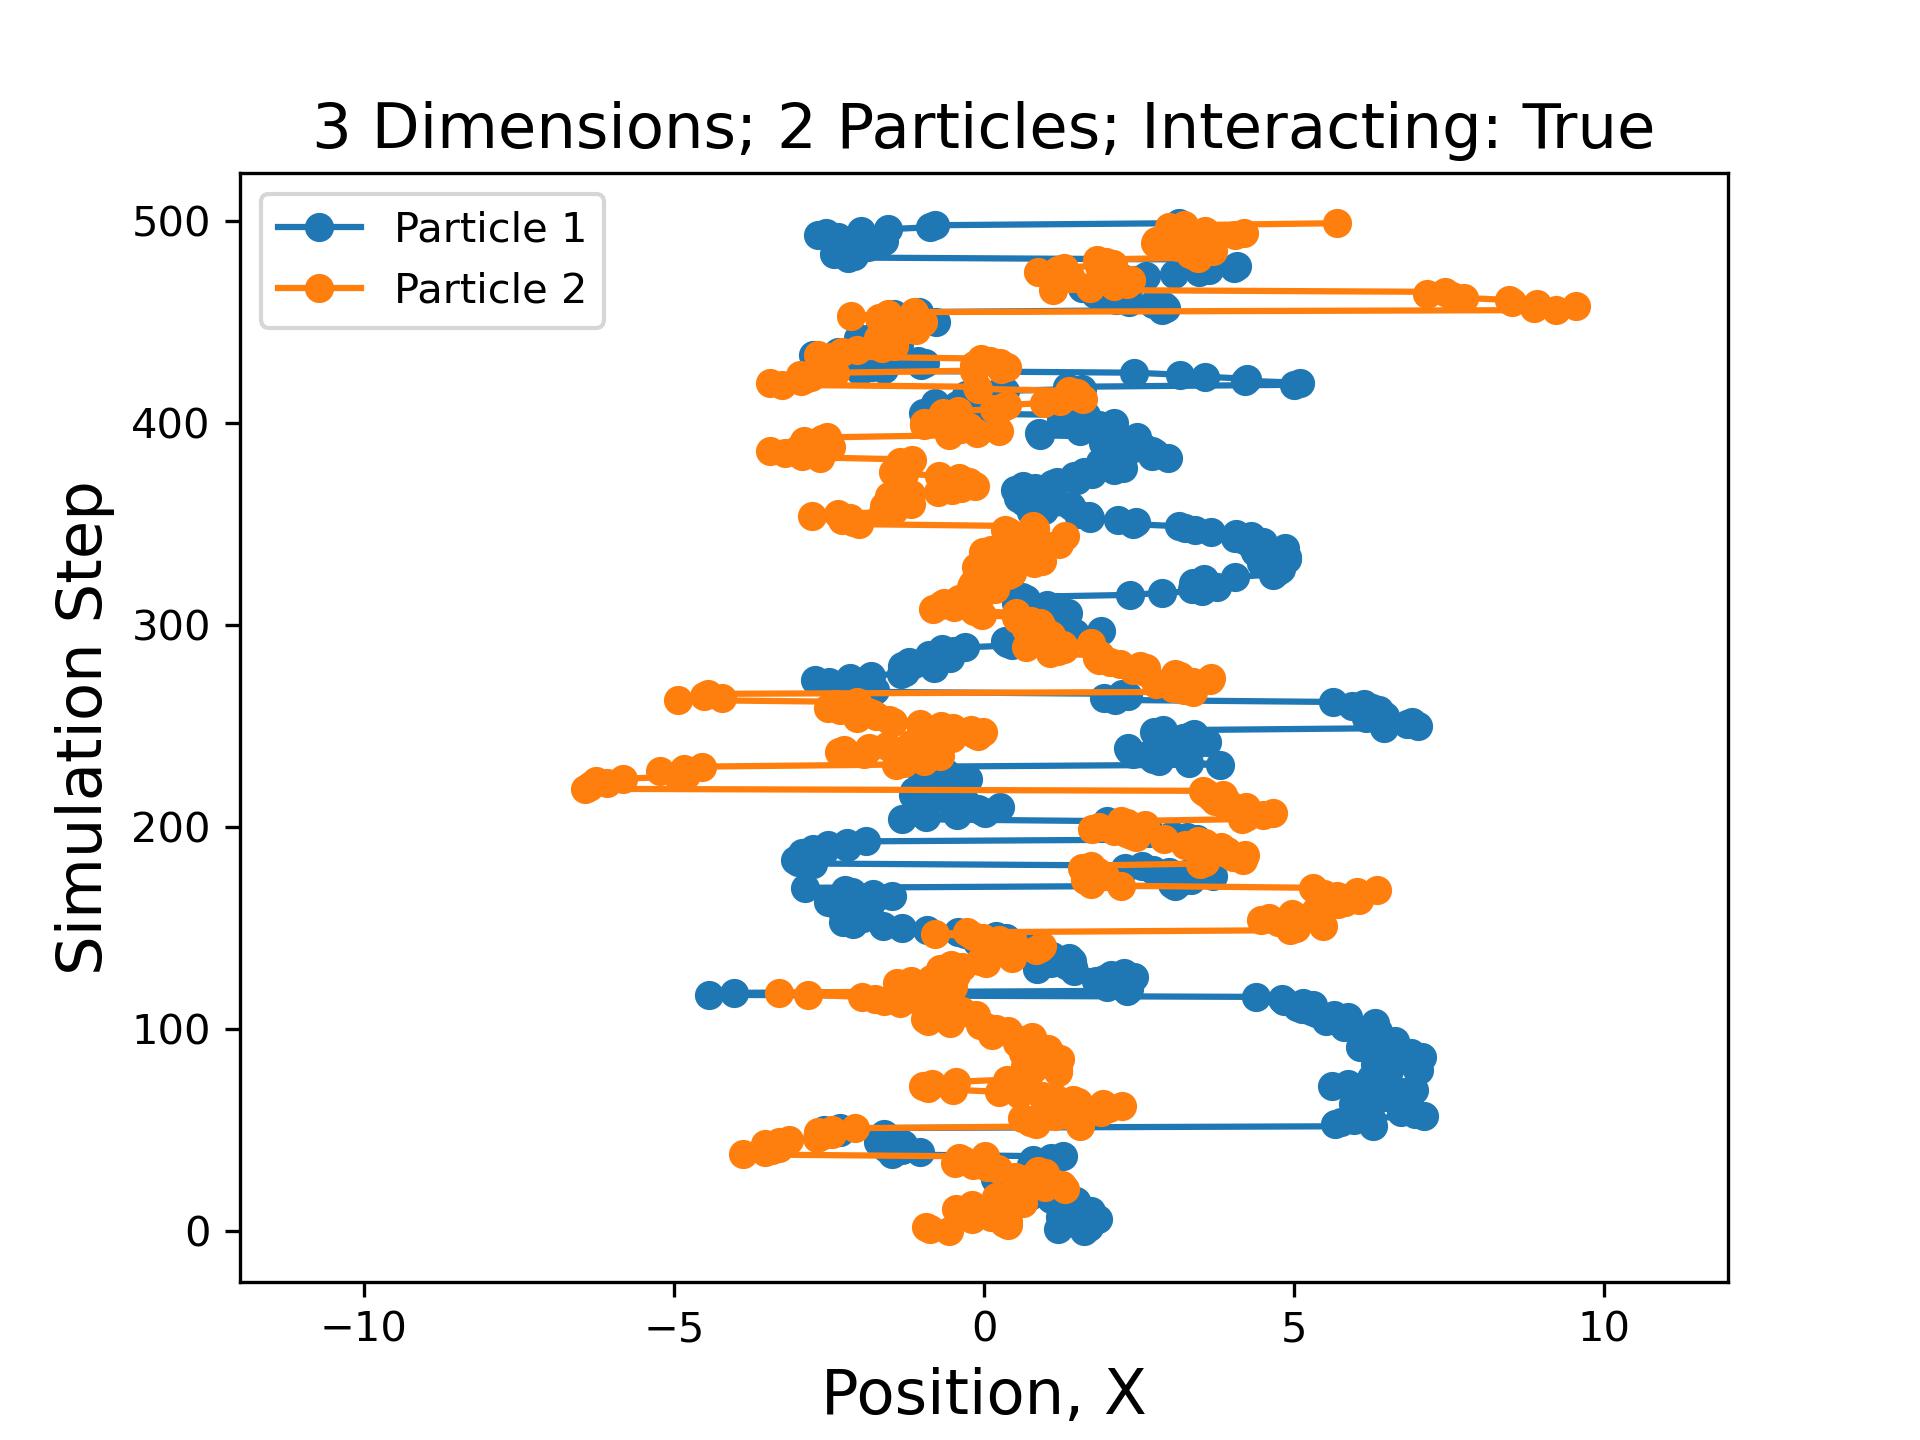 3 Dimensions; 2 Particles; Interacting: True
Particle 1
Particle 2
Simulation Step
500
400
300
200
100
0
−10
−5
0
5
10
Position, X